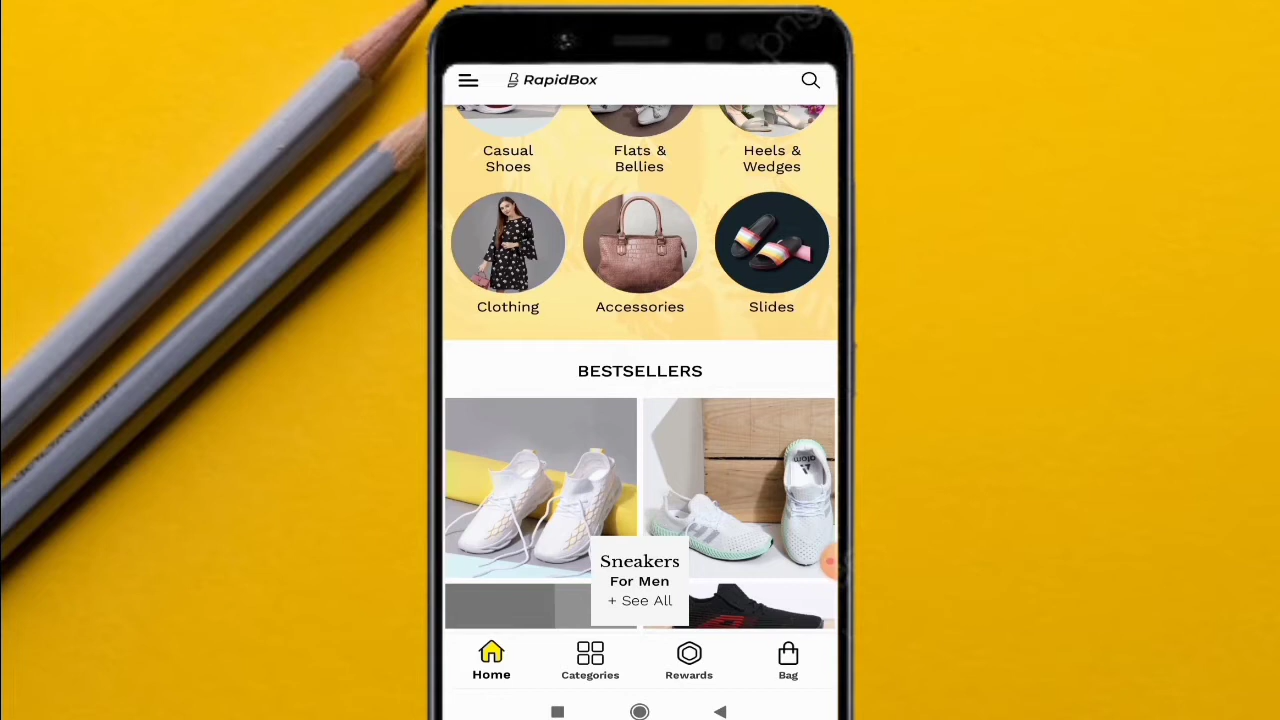 RapidBox
Casual
Shoes
Flats &
Bellies
Heels &
Wedges
Clothing
Accessories
Slides
BESTSELLERS
Sneakers
For Men
+ See All
Home
Categories
Rewards
Bag